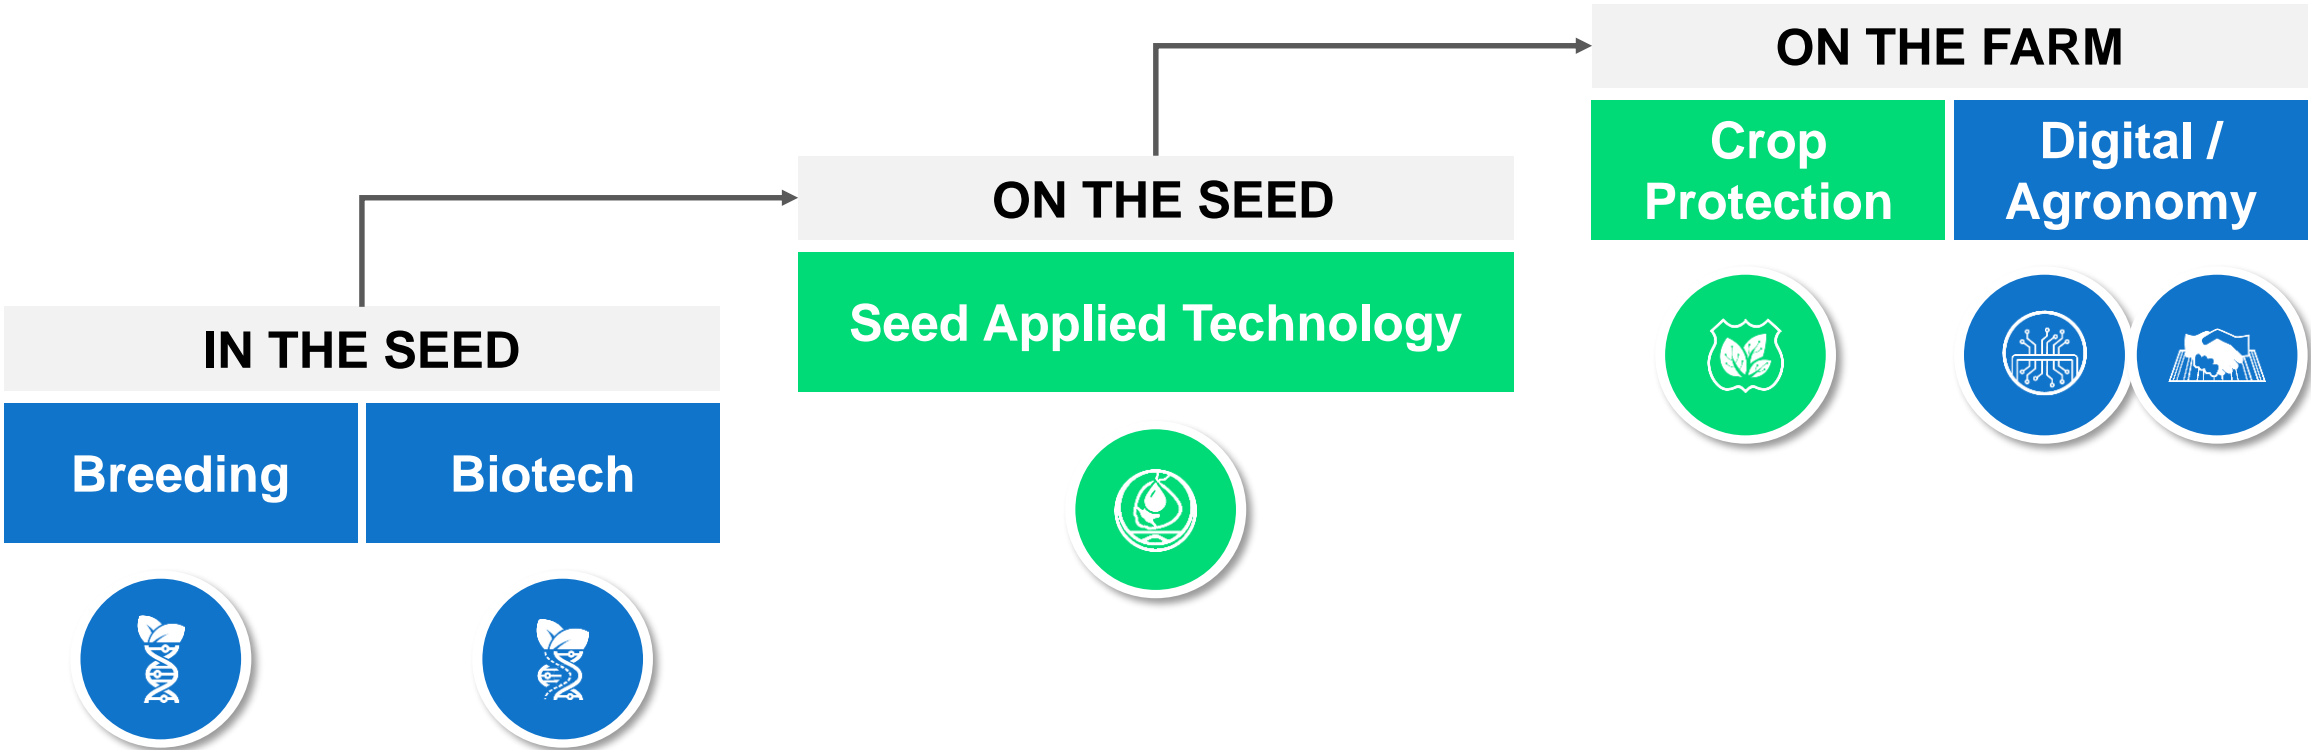 IN THE SEED
Breeding
Biotech
ON THE SEED
Seed Applied Technology
ON THE FARM
Crop
Protection
Digital /
Agronomy